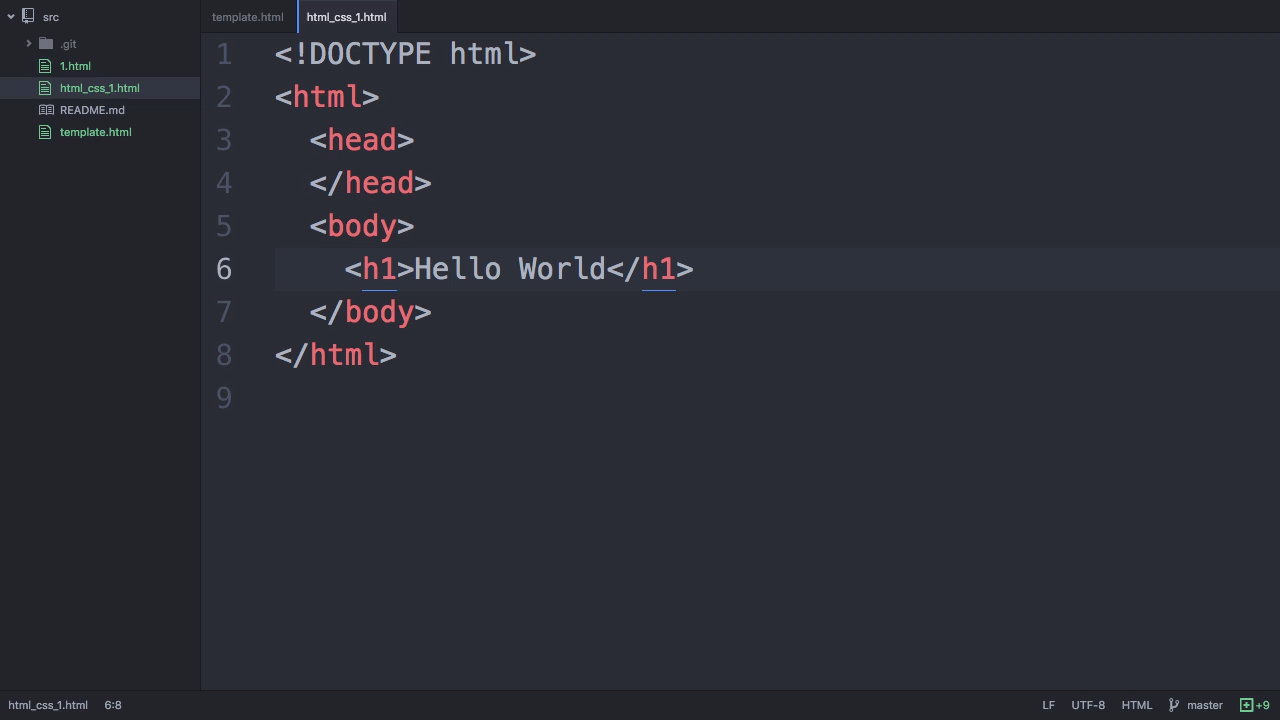 src
.git
1.html
html_css_1.html
README.md
template.html
template.html html_css_1.html
1 <!DOCTYPE html>
2 <html>
3 <head>
4 </head>
5 <body>
6 <h1>Hello World</h1>
7 </body>
8 </html>
9
html_css_1.html 6:8 LF UTF-8 HTML master +9